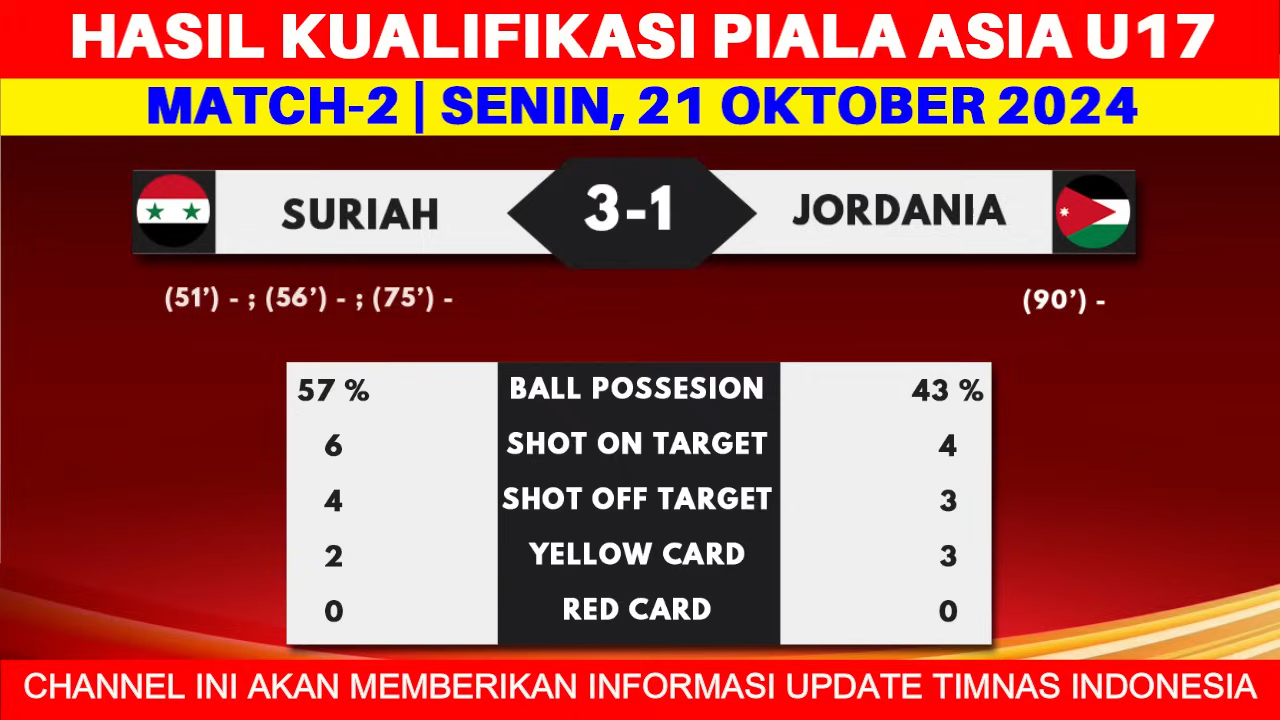 HASIL KUALIFIKASI PIALA ASIA U17
MATCH-2 | SENIN, 21 OKTOBER 2024
SURIAH 3-1 JORDANIA
(51’) - ; (56’) - ; (75’) - (90’) -
57 % BALL POSSESION 43 %
6 SHOT ON TARGET 4
4 SHOT OFF TARGET 3
2 YELLOW CARD 3
0 RED CARD 0
CHANNEL INI AKAN MEMBERIKAN INFORMASI UPDATE TIMNAS INDONESIA